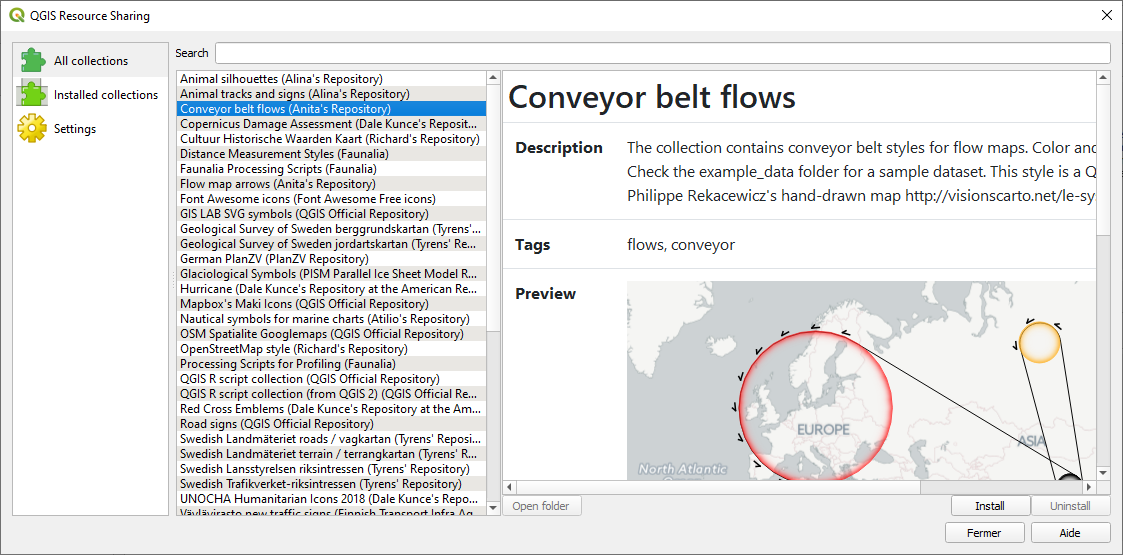 QGIS Resource Sharing
All collections
Installed collections
Settings
Search
Animal silhouettes (Alina's Repository)
Animal tracks and signs (Alina's Repository)
Conveyor belt flows (Anita's Repository)
Copernicus Damage Assessment (Dale Kunce's Reposit...
Cultuur Historische Waarden Kaart (Richard's Repository)
Distance Measurement Styles (Faunalia)
Faunalia Processing Scripts (Faunalia)
Flow map arrows (Anita's Repository)
Font Awesome icons (Font Awesome Free icons)
GIS LAB SVG symbols (QGIS Official Repository)
Geological Survey of Sweden berggrundskartan (Tyrens'...
Geological Survey of Sweden jordartskartan (Tyrens' Re...
German PlanZV (PlanZV Repository)
Glaciological Symbols (PISM Parallel Ice Sheet Model R...
Hurricane (Dale Kunce's Repository at the American Re...
Mapbox's Maki Icons (QGIS Official Repository)
Nautical symbols for marine charts (Atilio's Repository)
OSM Spatialite Googlemaps (QGIS Official Repository)
OpenStreetMap style (Richard's Repository)
Processing Scripts for Profiling (Faunalia)
QGIS R script collection (QGIS Official Repository)
QGIS R script collection (from QGIS 2) (QGIS Official Re...
Red Cross Emblems (Dale Kunce's Repository at the Am...
Road signs (QGIS Official Repository)
Swedish Landmäteriet roads / vagkartan (Tyrens' Reposi...
Swedish Landmäteriet terrain / terrangkartan (Tyrens' R...
Swedish Lansstyrelsen riksintressen (Tyrens' Repository)
Swedish Trafikverket-riksintressen (Tyrens' Repository)
UNOCHA Humanitarian Icons 2018 (Dale Kunce's Repo...
Väylävirasto new traffic signs (Finnish Transport Infra Ag...
Conveyor belt flows
Description
The collection contains conveyor belt styles for flow maps. Color and
Check the example_data folder for a sample dataset. This style is a Q
Philippe Rekacewicz's hand-drawn map http://visionscarto.net/le-sy
Tags
flows, conveyor
Preview
EUROPE
ASIA
North Atlantic
Open folder
Install
Uninstall
Fermer
Aide